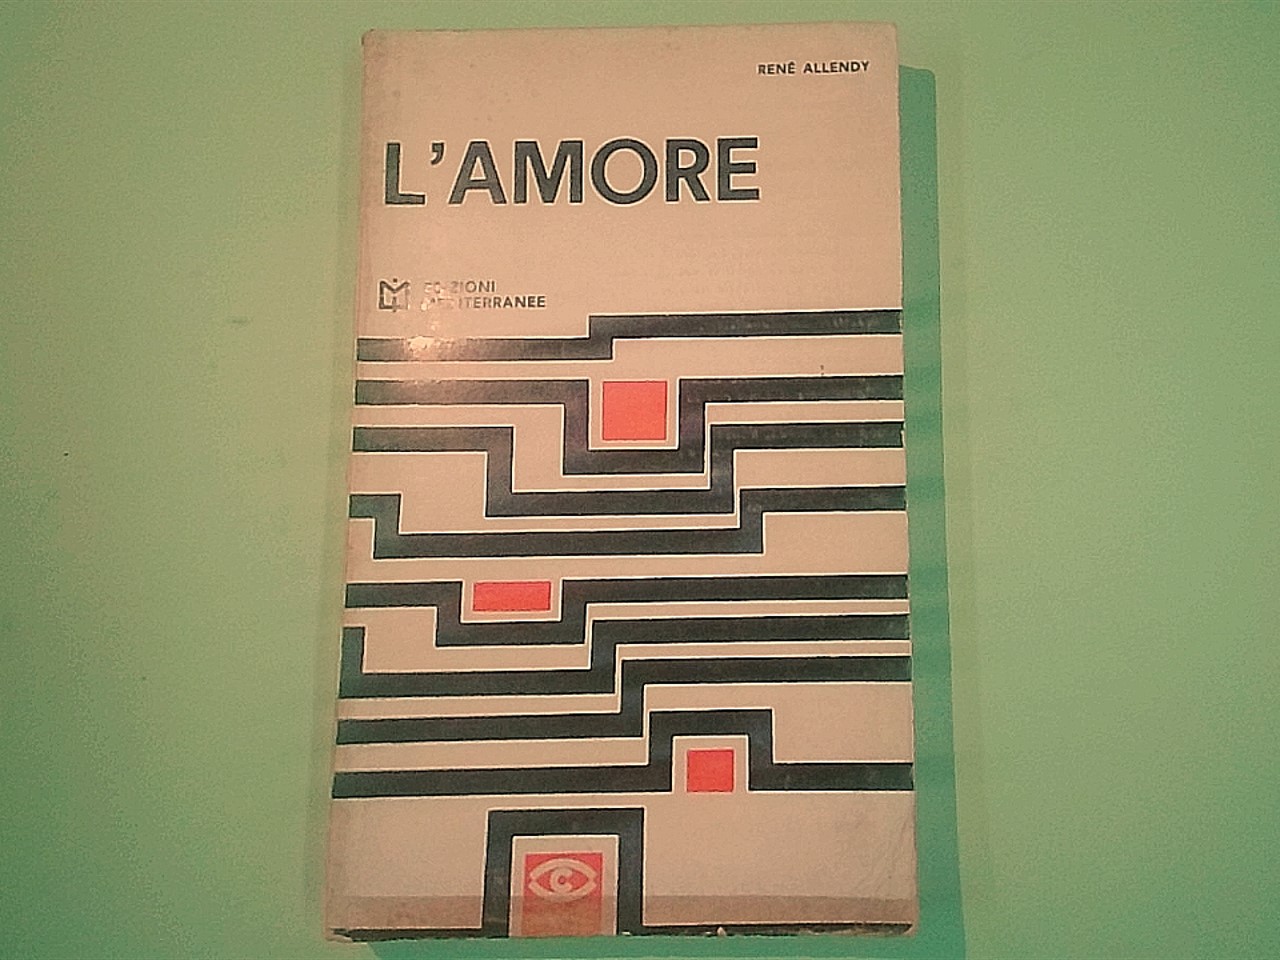 RENÉ ALLENDY
L'AMORE
EDIZIONI
MEDITERRANEE